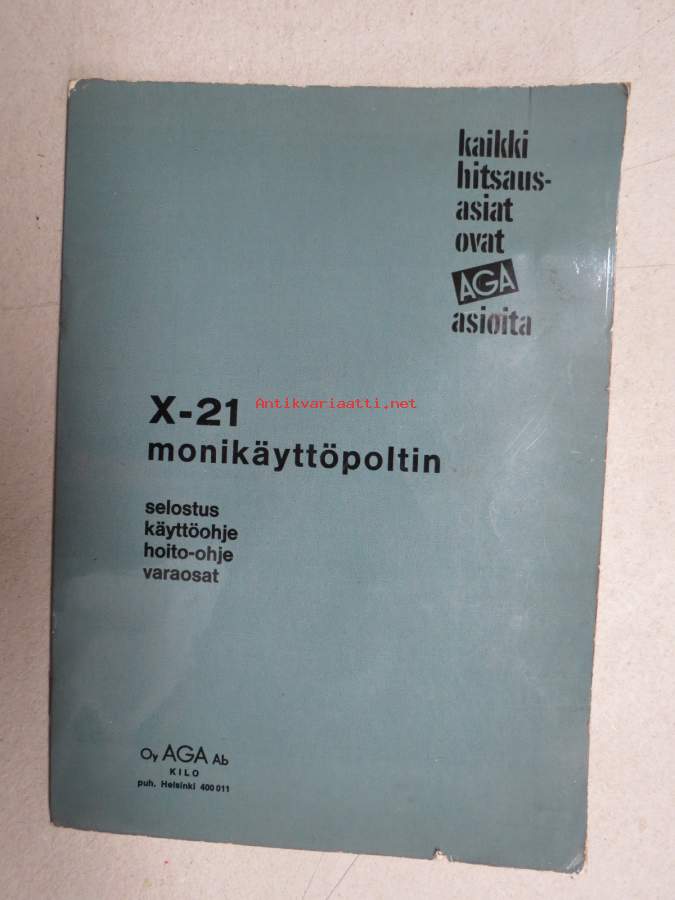 kaikki
hitsaus-
asiat
ovat
AGA
asioita
Antikvariaatti.net
X-21
monikäyttöpoltin
selostus
käyttöohje
hoito-ohje
varaosat
Oy AGA Ab
KILO
puh. Helsinki 400 011